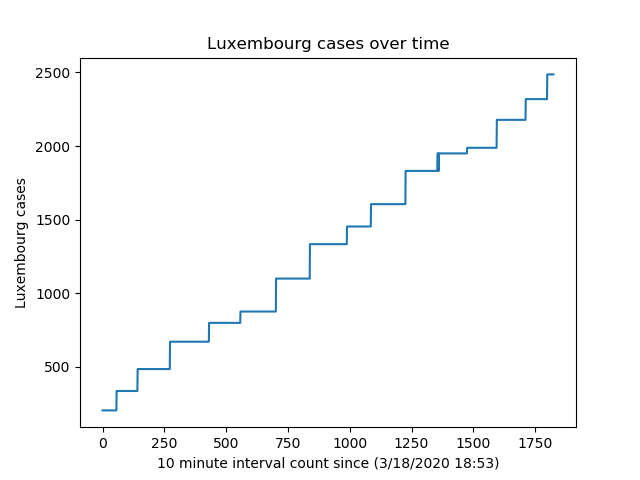 Luxembourg cases over time
2500
2000
1500
1000
500
Luxembourg cases
0 250 500 750 1000 1250 1500 1750
10 minute interval count since (3/18/2020 18:53)